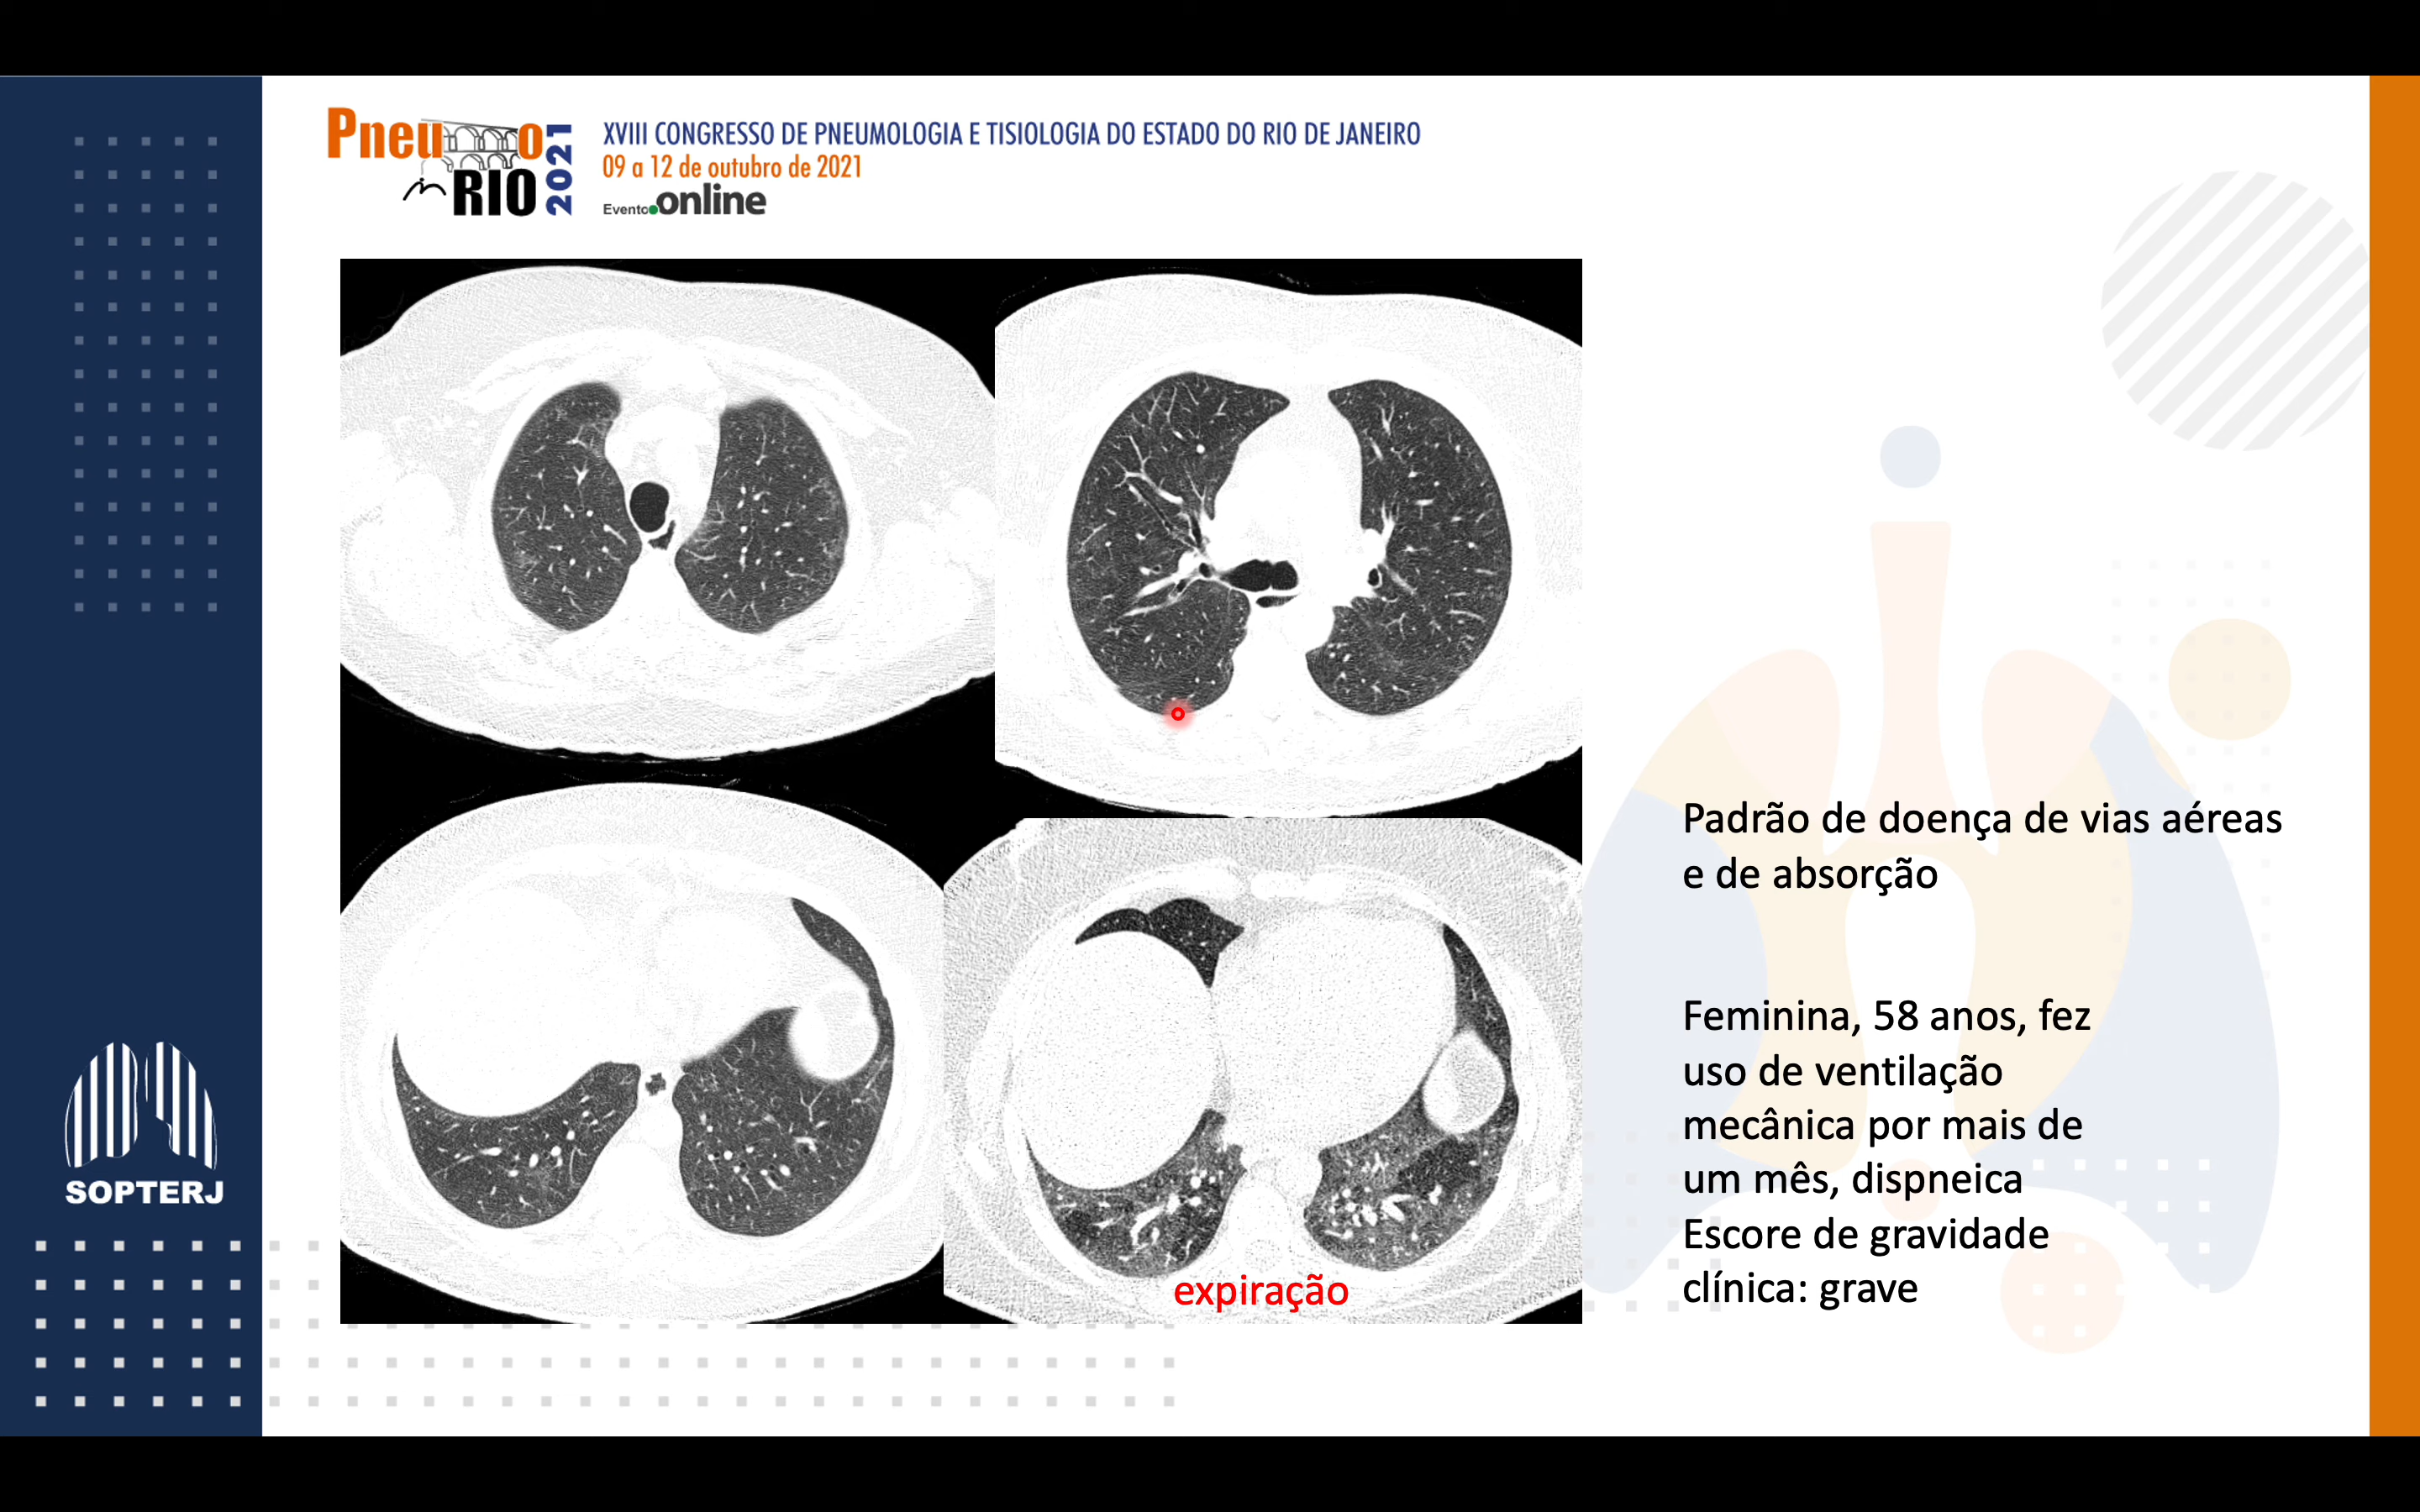 Pneu o
in RIO
2021
XVIII CONGRESSO DE PNEUMOLOGIA E TISIOLOGIA DO ESTADO DO RIO DE JANEIRO
09 a 12 de outubro de 2021
Evento online
Padrão de doença de vias aéreas
e de absorção
Feminina, 58 anos, fez
uso de ventilação
mecânica por mais de
um mês, dispneica
Escore de gravidade
clínica: grave
expiração
SOPTERJ